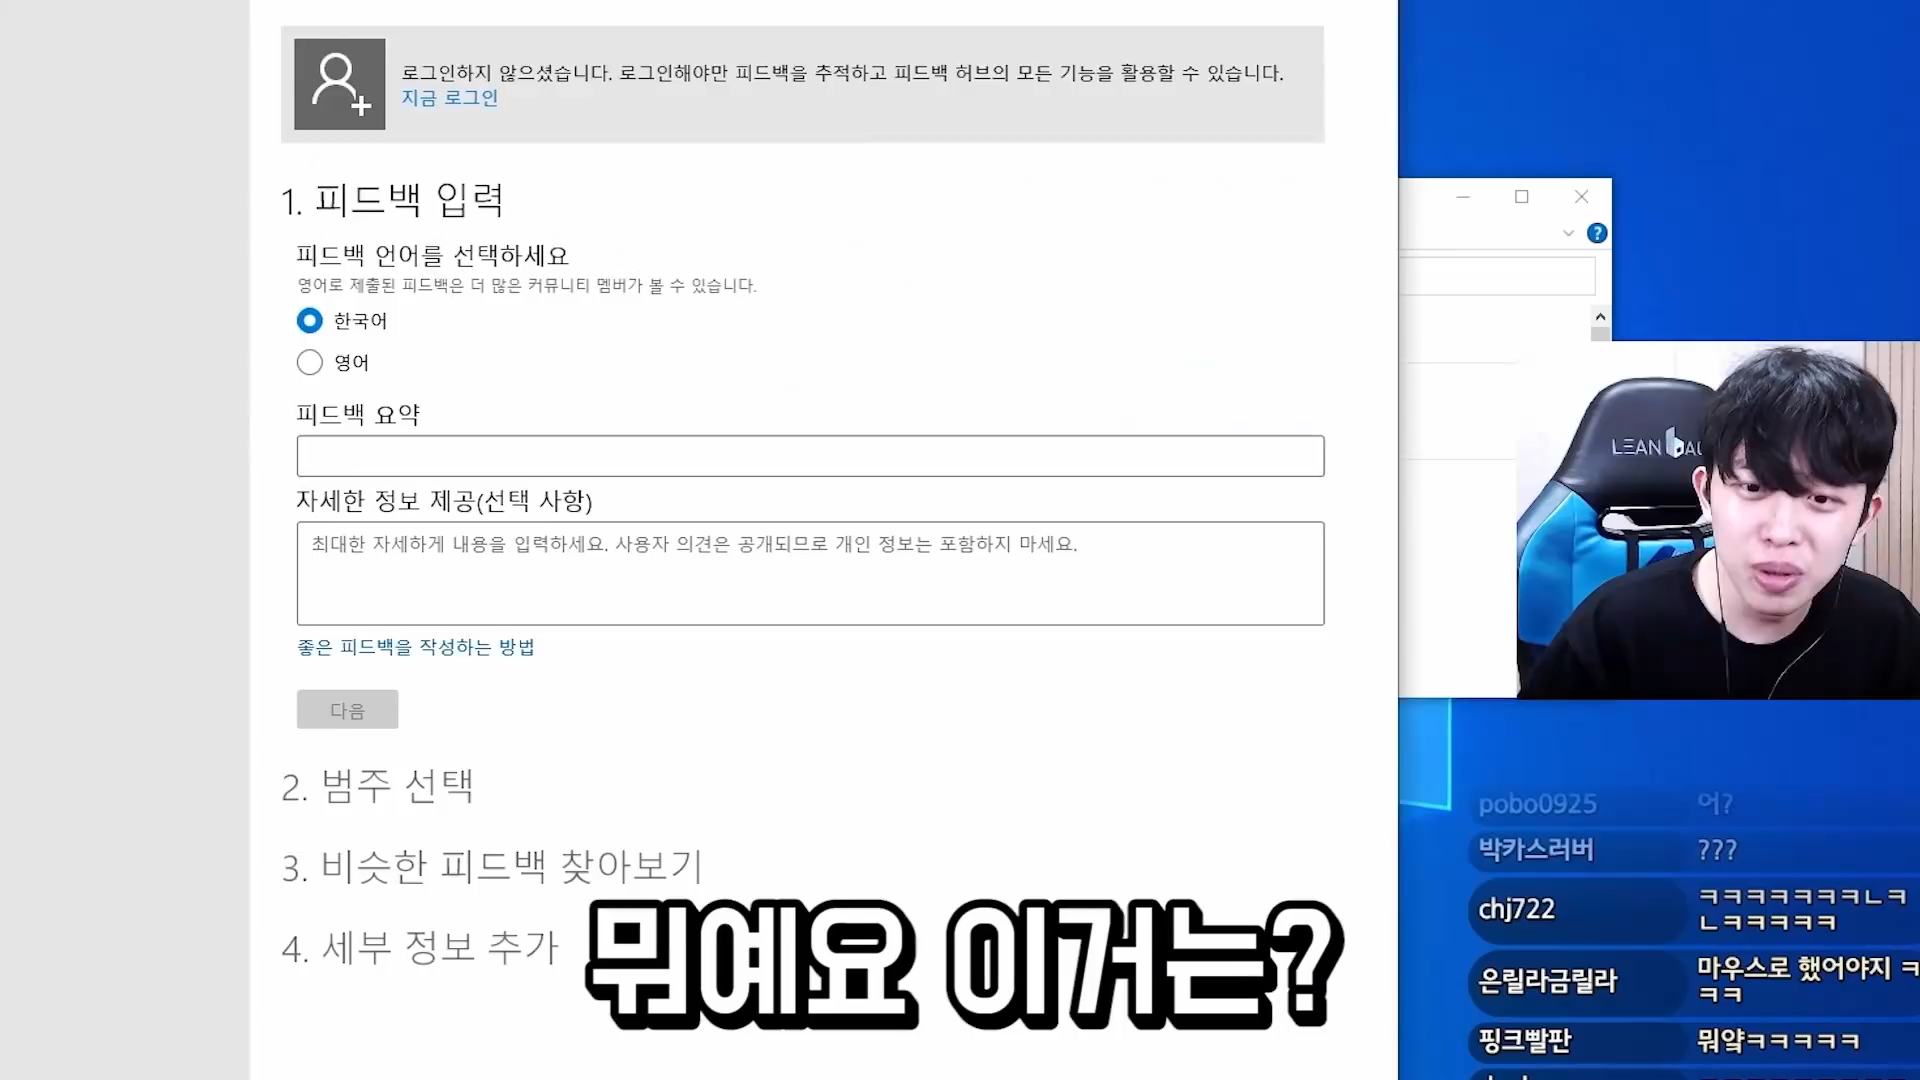 로그인하지 않으셨습니다. 로그인해야만 피드백을 추적하고 피드백 허브의 모든 기능을 활용할 수 있습니다.
지금 로그인
1. 피드백 입력
피드백 언어를 선택하세요
영어로 제출된 피드백은 더 많은 커뮤니티 멤버가 볼 수 있습니다.
한국어
영어
피드백 요약
자세한 정보 제공(선택 사항)
최대한 자세하게 내용을 입력하세요. 사용자 의견은 공개되므로 개인 정보는 포함하지 마세요.
좋은 피드백을 작성하는 방법
다음
2. 범주 선택
3. 비슷한 피드백 찾아보기
4. 세부 정보 추가
뭐예요 이거는?
?
LEAN
pobo0925 어?
박카스러버 ???
chj722 ㅋㅋㅋㅋㅋㅋㅋㄴㅋ
ㄴㅋㅋㅋㅋㅋ
은릴라금릴라 마우스로 했어야지 ㅋ
ㅋㅋ
핑크빨판 뭐얔ㅋㅋㅋㅋㅋ